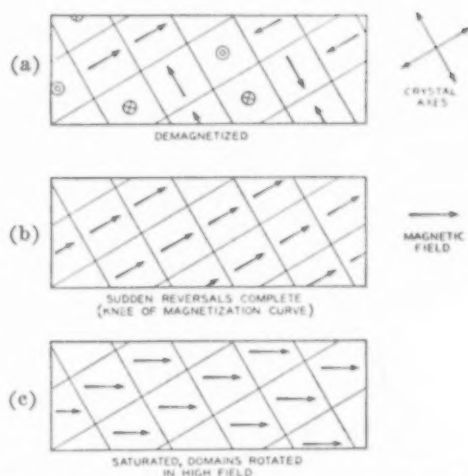 (a)
DEMAGNETIZED
CRYSTAL
AXES
(b)
SUDDEN REVERSALS COMPLETE
(KNEE OF MAGNETIZATION CURVE)
MAGNETIC
FIELD
(c)
SATURATED, DOMAINS ROTATED
IN HIGH FIELD